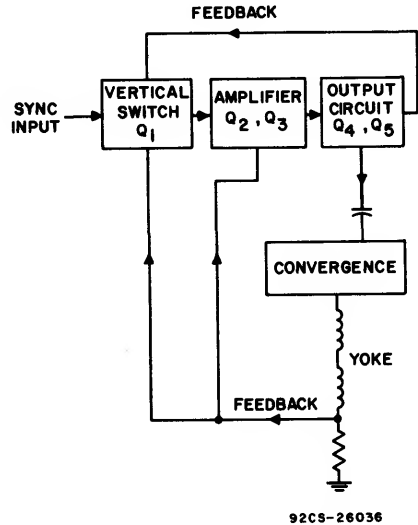 FEEDBACK
SYNC
INPUT
VERTICAL
SWITCH
Q1
AMPLIFIER
Q2, Q3
OUTPUT
CIRCUIT
Q4, Q5
CONVERGENCE
YOKE
FEEDBACK
92CS-26036